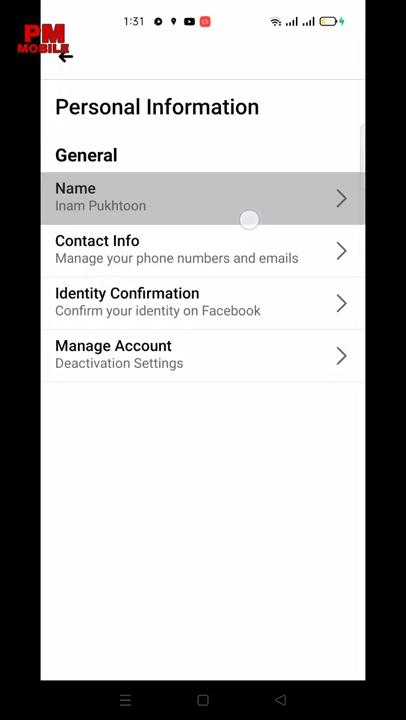 1:31
PM
MOBILE
Personal Information
General
Name
Inam Pukhtoon
Contact Info
Manage your phone numbers and emails
Identity Confirmation
Confirm your identity on Facebook
Manage Account
Deactivation Settings